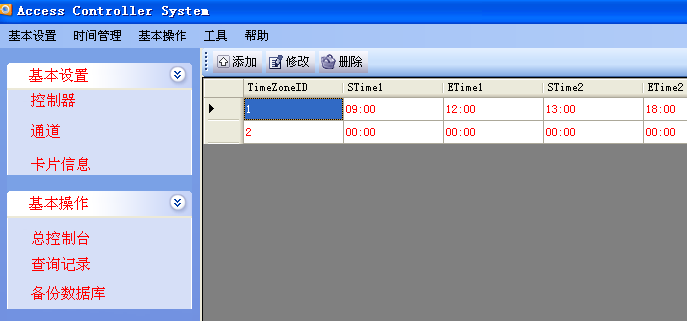 Access Controller System
基本设置 时间管理 基本操作 工具 帮助
添加 修改 删除
基本设置
控制器
通道
卡片信息
基本操作
总控制台
查询记录
备份数据库
TimeZoneID STime1 ETime1 STime2 ETime2
1 09:00 12:00 13:00 18:00
2 00:00 00:00 00:00 00:00